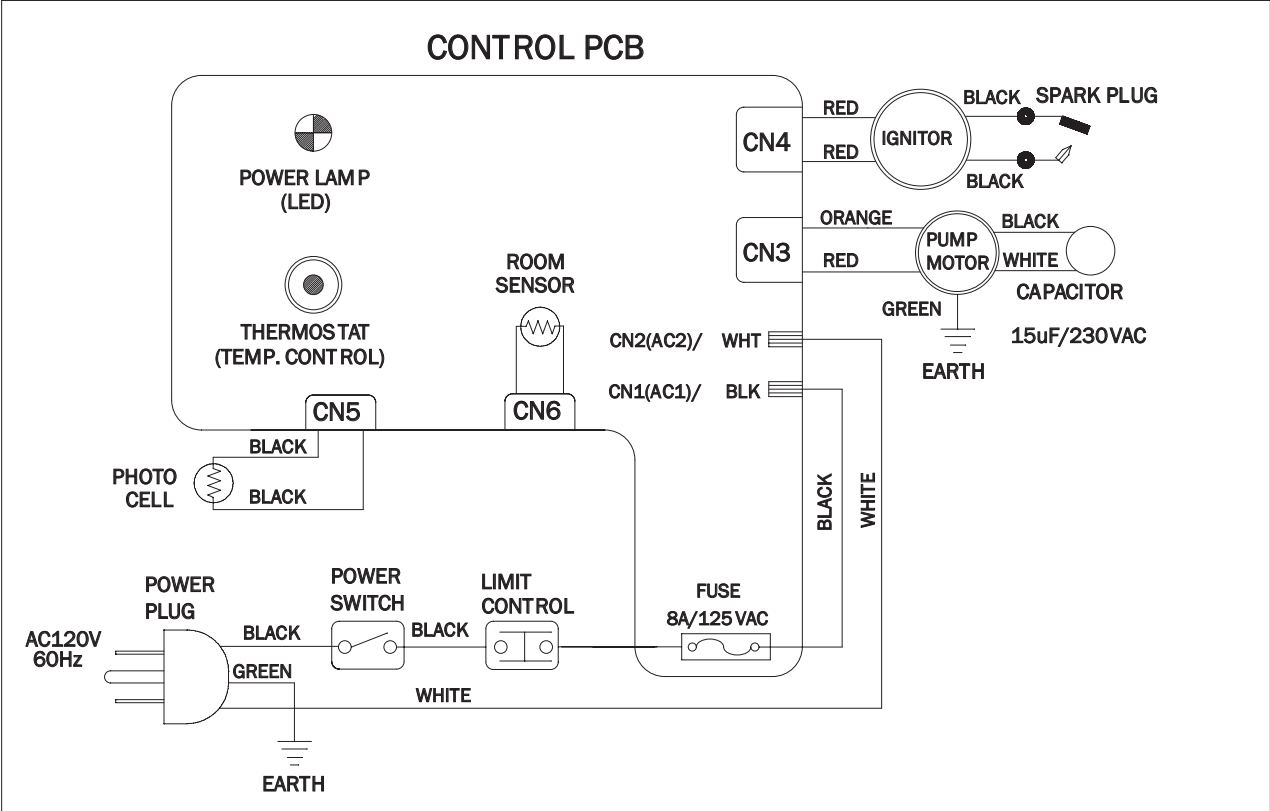 CONTROL PCB
POWER LAMP
(LED)
THERMOSTAT
(TEMP. CONTROL)
ROOM
SENSOR
CN4
RED
RED
IGNITOR
BLACK
SPARK PLUG
BLACK
CN3
ORANGE
RED
PUMP
MOTOR
BLACK
WHITE
CAPACITOR
15uF/230VAC
GREEN
EARTH
CN2(AC2)/ WHT
CN1(AC1)/ BLK
CN5
CN6
BLACK
PHOTO
CELL
BLACK
BLACK
WHITE
POWER
PLUG
AC120V
60Hz
BLACK
POWER
SWITCH
BLACK
LIMIT
CONTROL
FUSE
8A/125VAC
GREEN
WHITE
EARTH